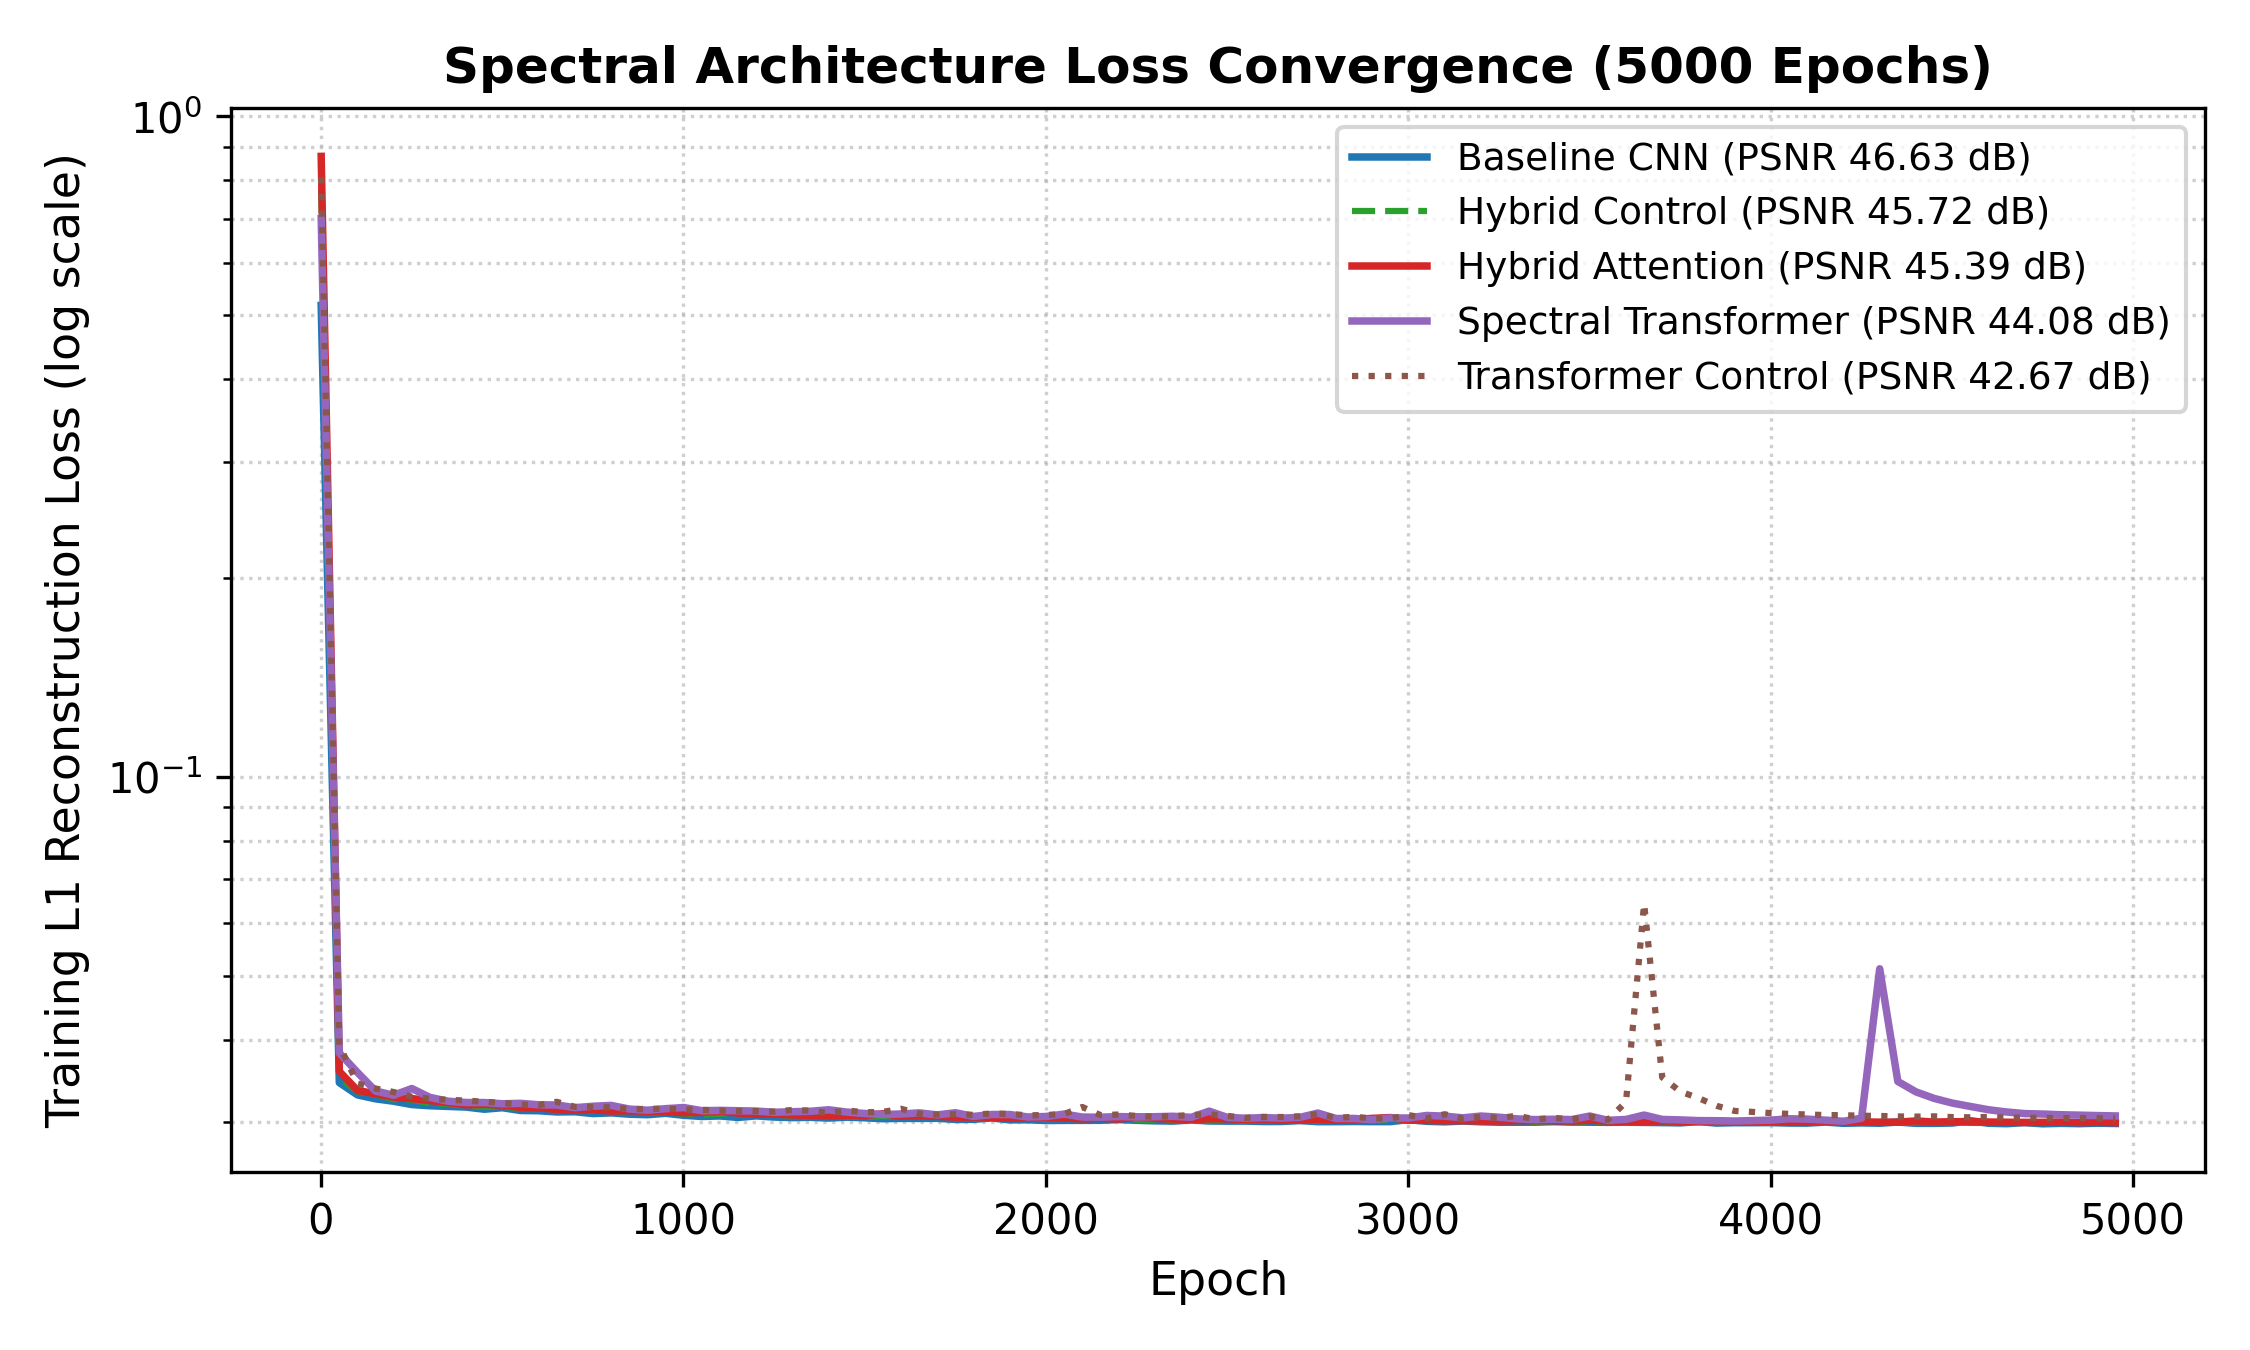 Spectral Architecture Loss Convergence (5000 Epochs)
Training L1 Reconstruction Loss (log scale)
10⁰
10⁻¹
Baseline CNN (PSNR 46.63 dB)
Hybrid Control (PSNR 45.72 dB)
Hybrid Attention (PSNR 45.39 dB)
Spectral Transformer (PSNR 44.08 dB)
Transformer Control (PSNR 42.67 dB)
0 1000 2000 3000 4000 5000
Epoch